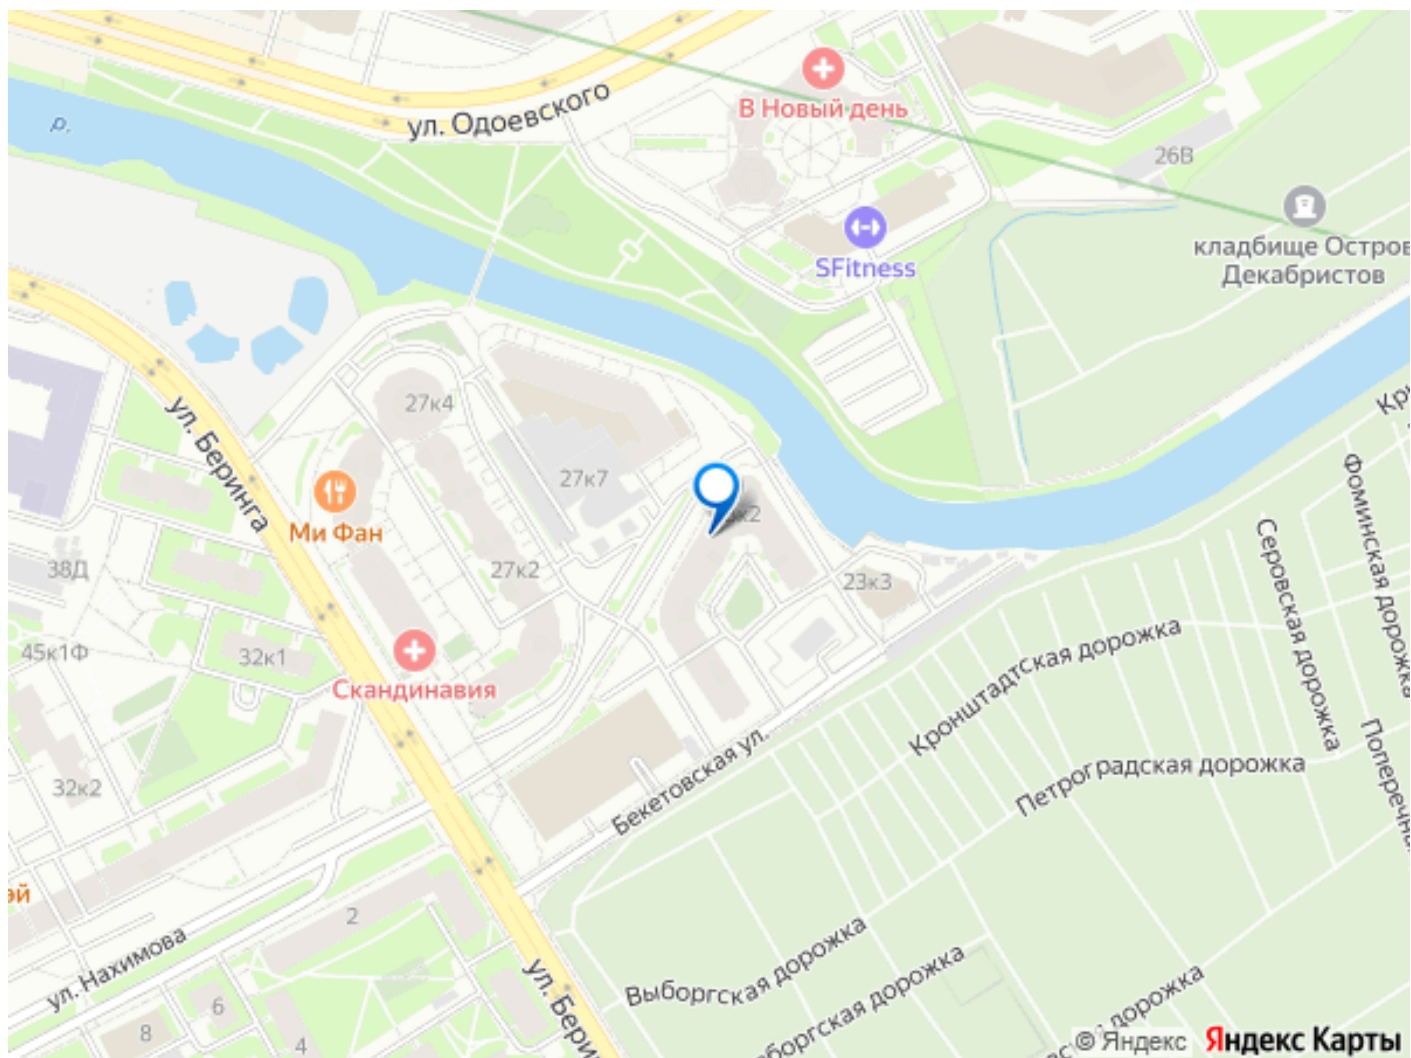 р.
ул. Одоевского
В Новый день
26В
кладбище Остров
Декабристов
SFitness
ул. Беринга
27к4
27к7
Ми Фан
38Д
27к2
23к3
45к1Ф
32к1
Скандинавия
32к2
Кронштадтская дорожка
Петроградская дорожка
Серовская дорожка
Фоминская дорожка
Бекетовская ул.
2
ул. Нахимова
6
8
4
Выборгская дорожка
дорожка
© Яндекс
Яндекс Карты